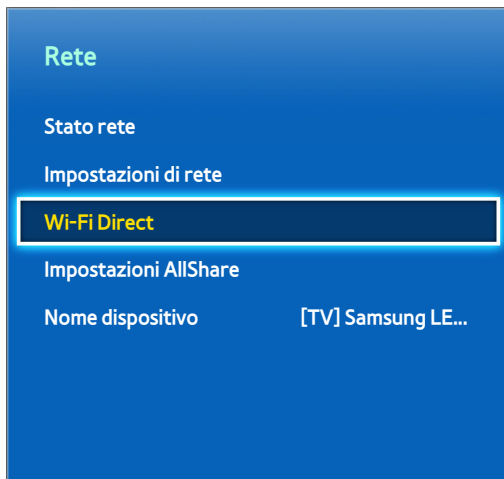 Rete
Stato rete
Impostazioni di rete
Wi-Fi Direct
Impostazioni AllShare
Nome dispositivo [TV] Samsung LE...